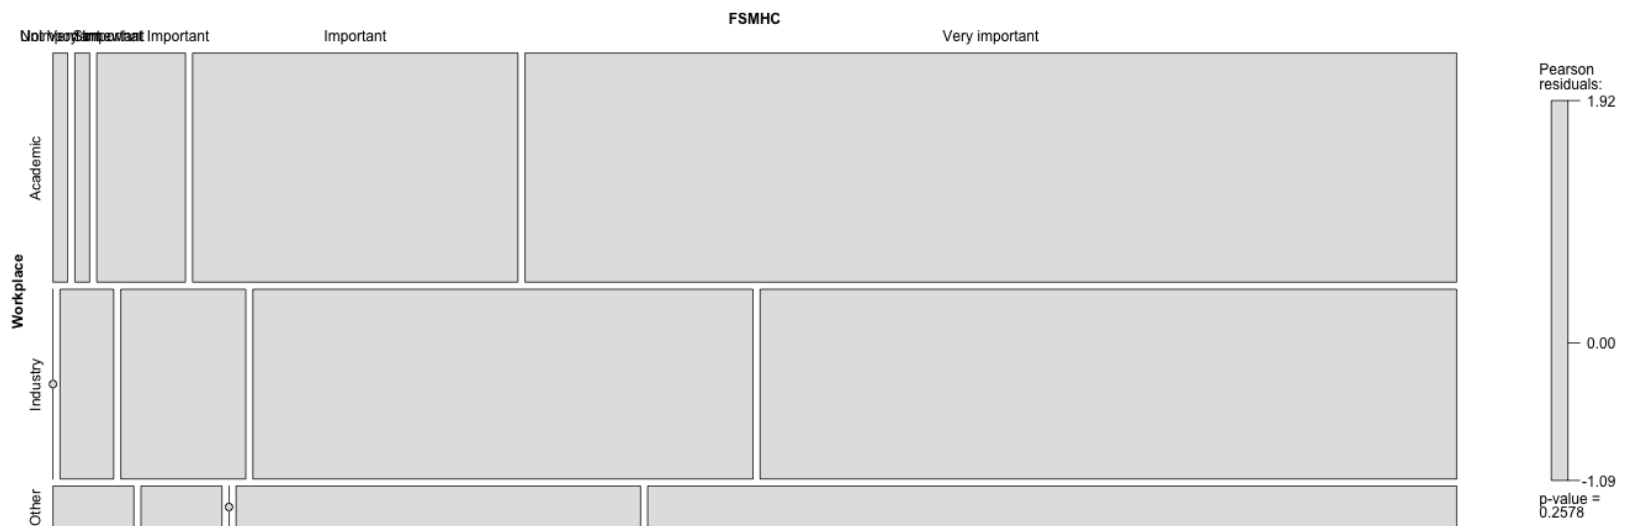 FSMHC
Important
Important
Very important
Pearson
residuals:
1.92
Academic
Workplace
0.00
Industry
-1.09
Other
p-value =
0.2578